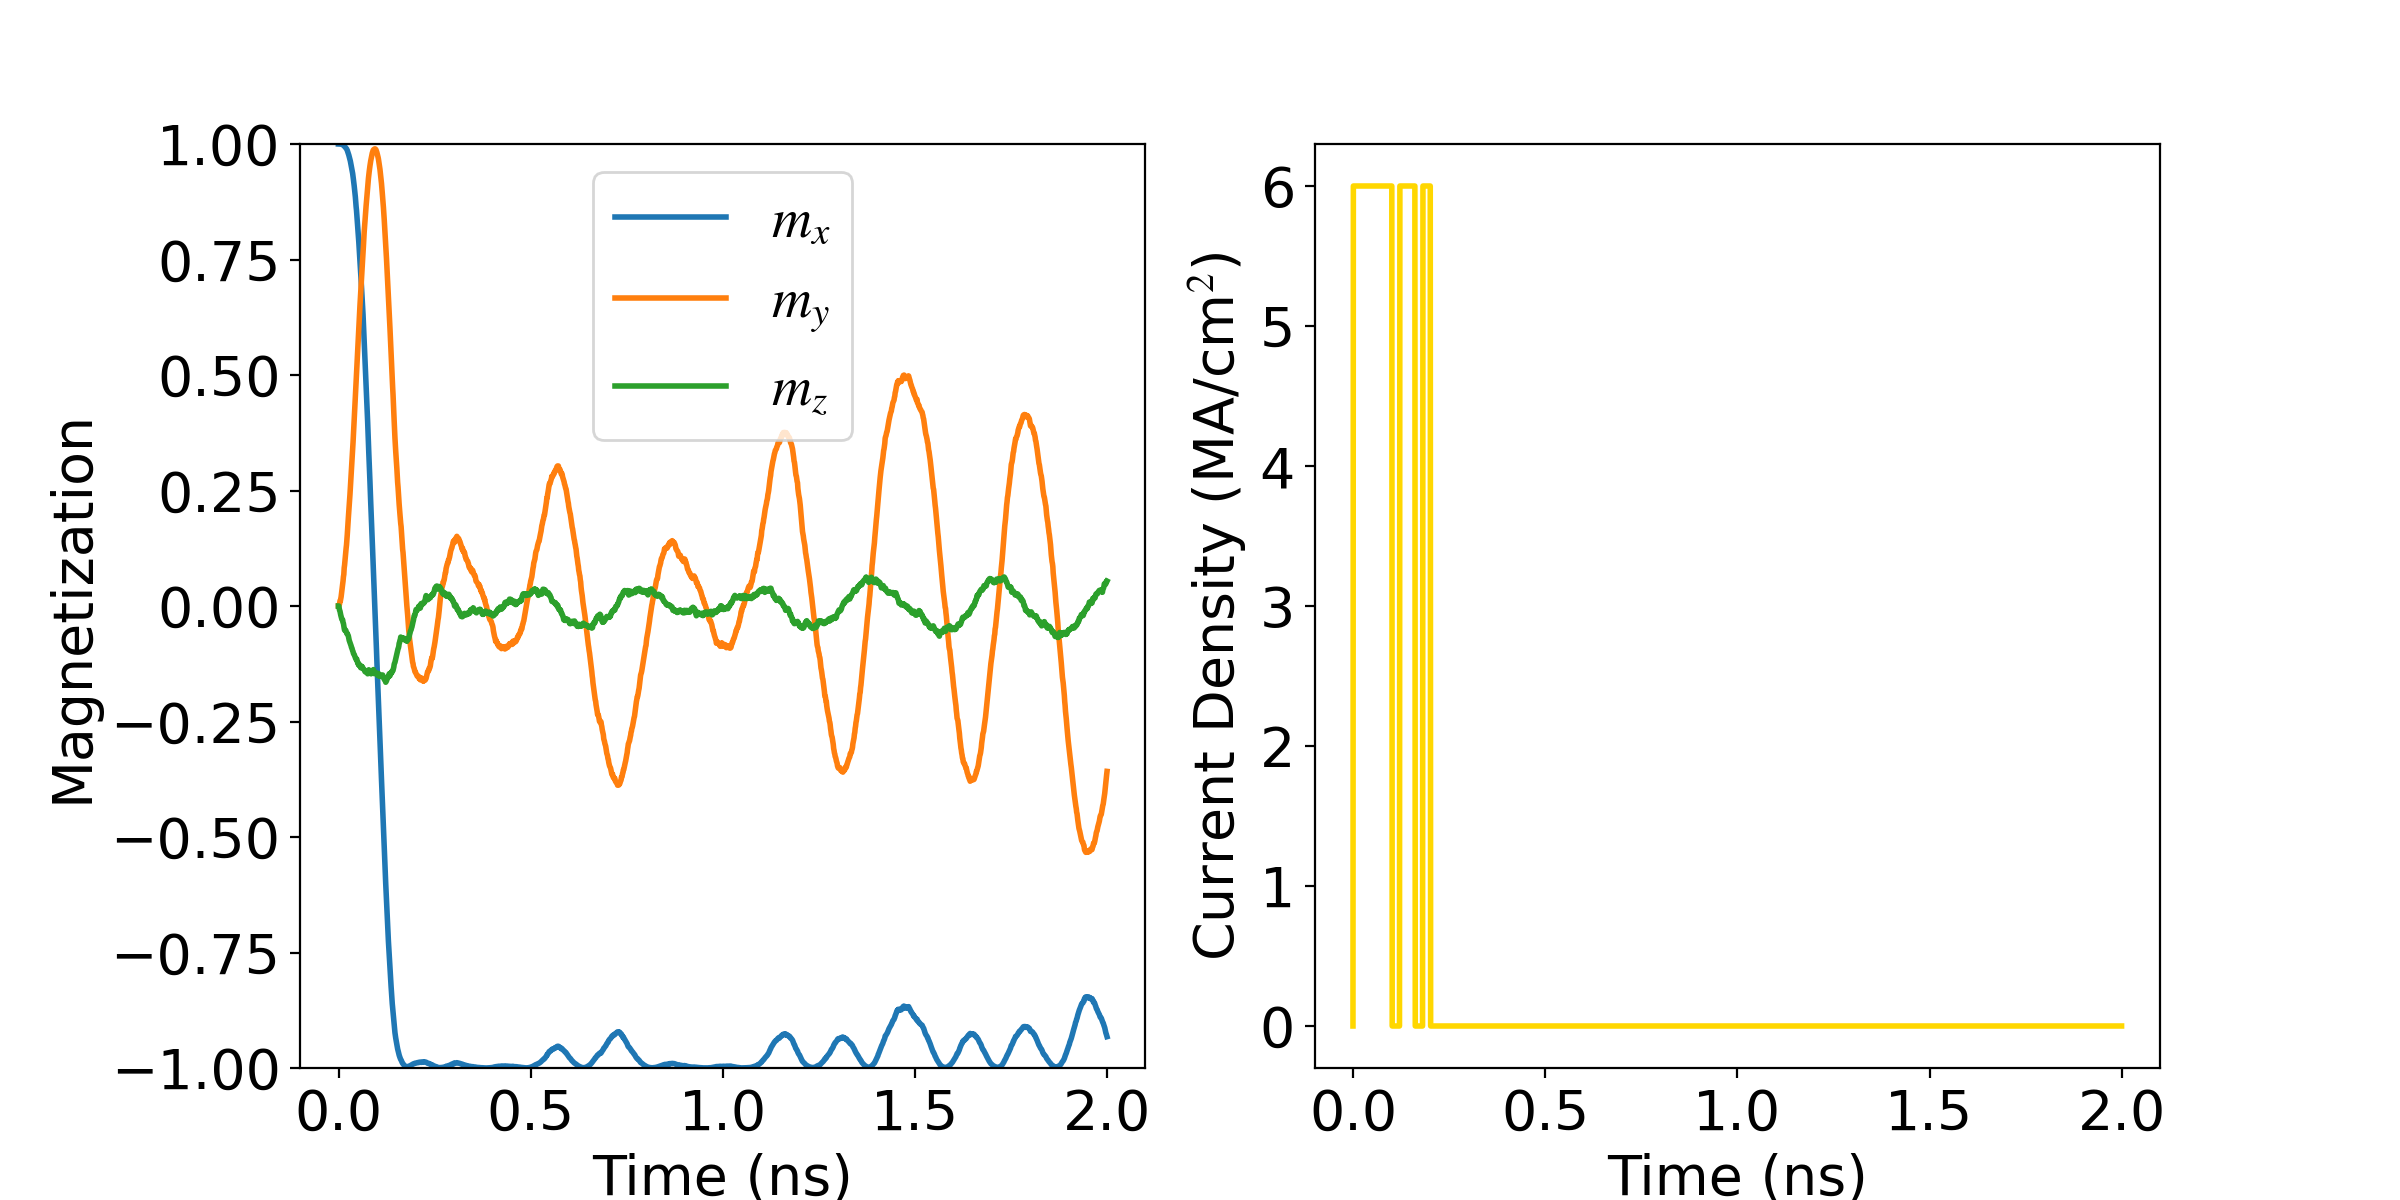 1.00
0.75
0.50
0.25
0.00
−0.25
−0.50
−0.75
−1.00
Magnetization
0.0 0.5 1.0 1.5 2.0
Time (ns)
m_x
m_y
m_z
6
5
4
3
2
1
0
Current Density (MA/cm²)
0.0 0.5 1.0 1.5 2.0
Time (ns)